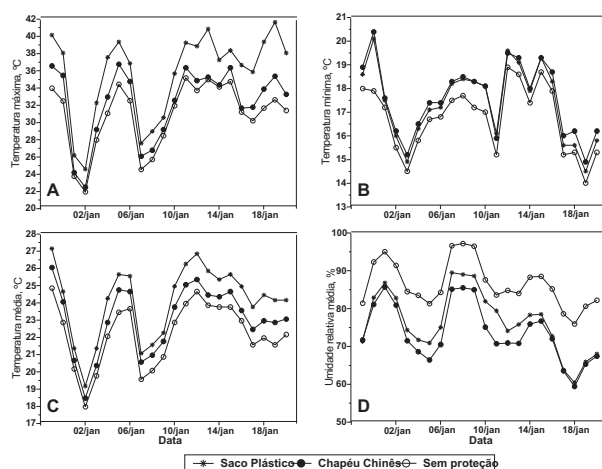 Temperatura máxima, ºC
42
40
38
36
34
32
30
28
26
24
22
20
A
02/jan 06/jan 10/jan 14/jan 18/jan
Temperatura mínima, ºC
21
20
19
18
17
16
15
14
13
B
02/jan 06/jan 10/jan 14/jan 18/jan
Temperatura média, ºC
28
27
26
25
24
23
22
21
20
19
18
17
C
02/jan 06/jan 10/jan 14/jan 18/jan
Data
Umidade relativa média, %
100
90
80
70
60
50
D
02/jan 06/jan 10/jan 14/jan 18/jan
Data
Saco Plástico Chapéu Chinês Sem proteção